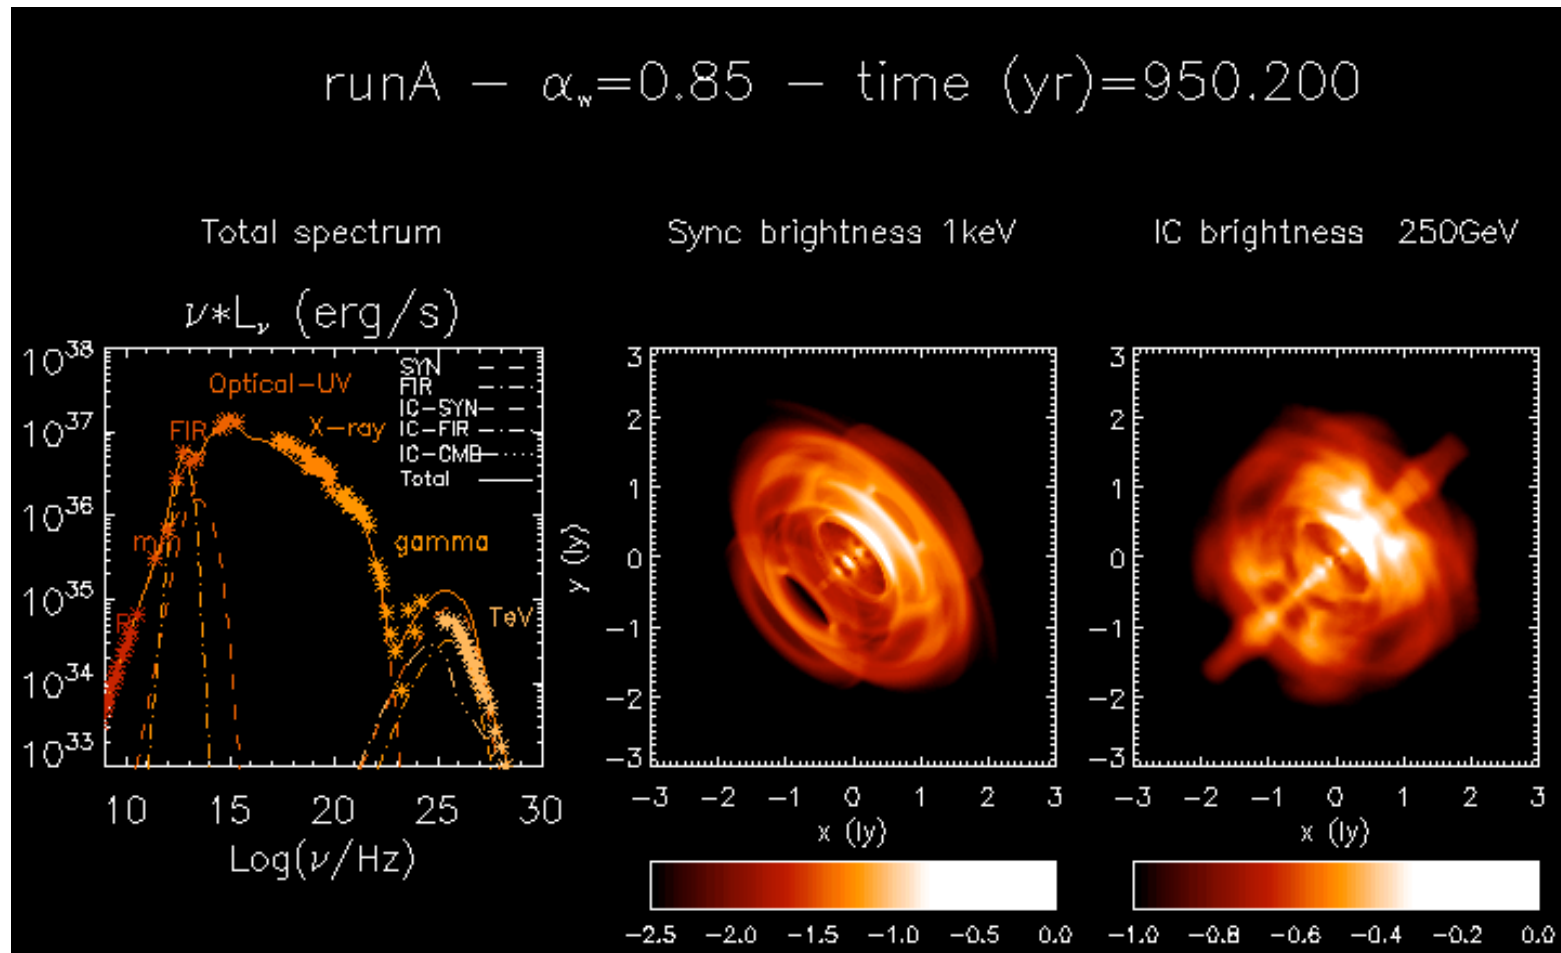 runA − α_w=0.85 − time (yr)=950.200
Total spectrum
ν*L_ν (erg/s)
10^38
10^37
10^36
10^35
10^34
10^33
Optical−UV
FIR
X−ray
mm
gamma
R
TeV
SYN
FIR
IC−SYN
IC−FIR
IC−CMB
Total
10 15 20 25 30
Log(ν/Hz)
Sync brightness 1keV
y (ly)
3
2
1
0
−1
−2
−3
−3 −2 −1 0 1 2 3
x (ly)
−2.5 −2.0 −1.5 −1.0 −0.5 0.0
IC brightness 250GeV
3
2
1
0
−1
−2
−3
−3 −2 −1 0 1 2 3
x (ly)
−1.0 −0.8 −0.6 −0.4 −0.2 0.0